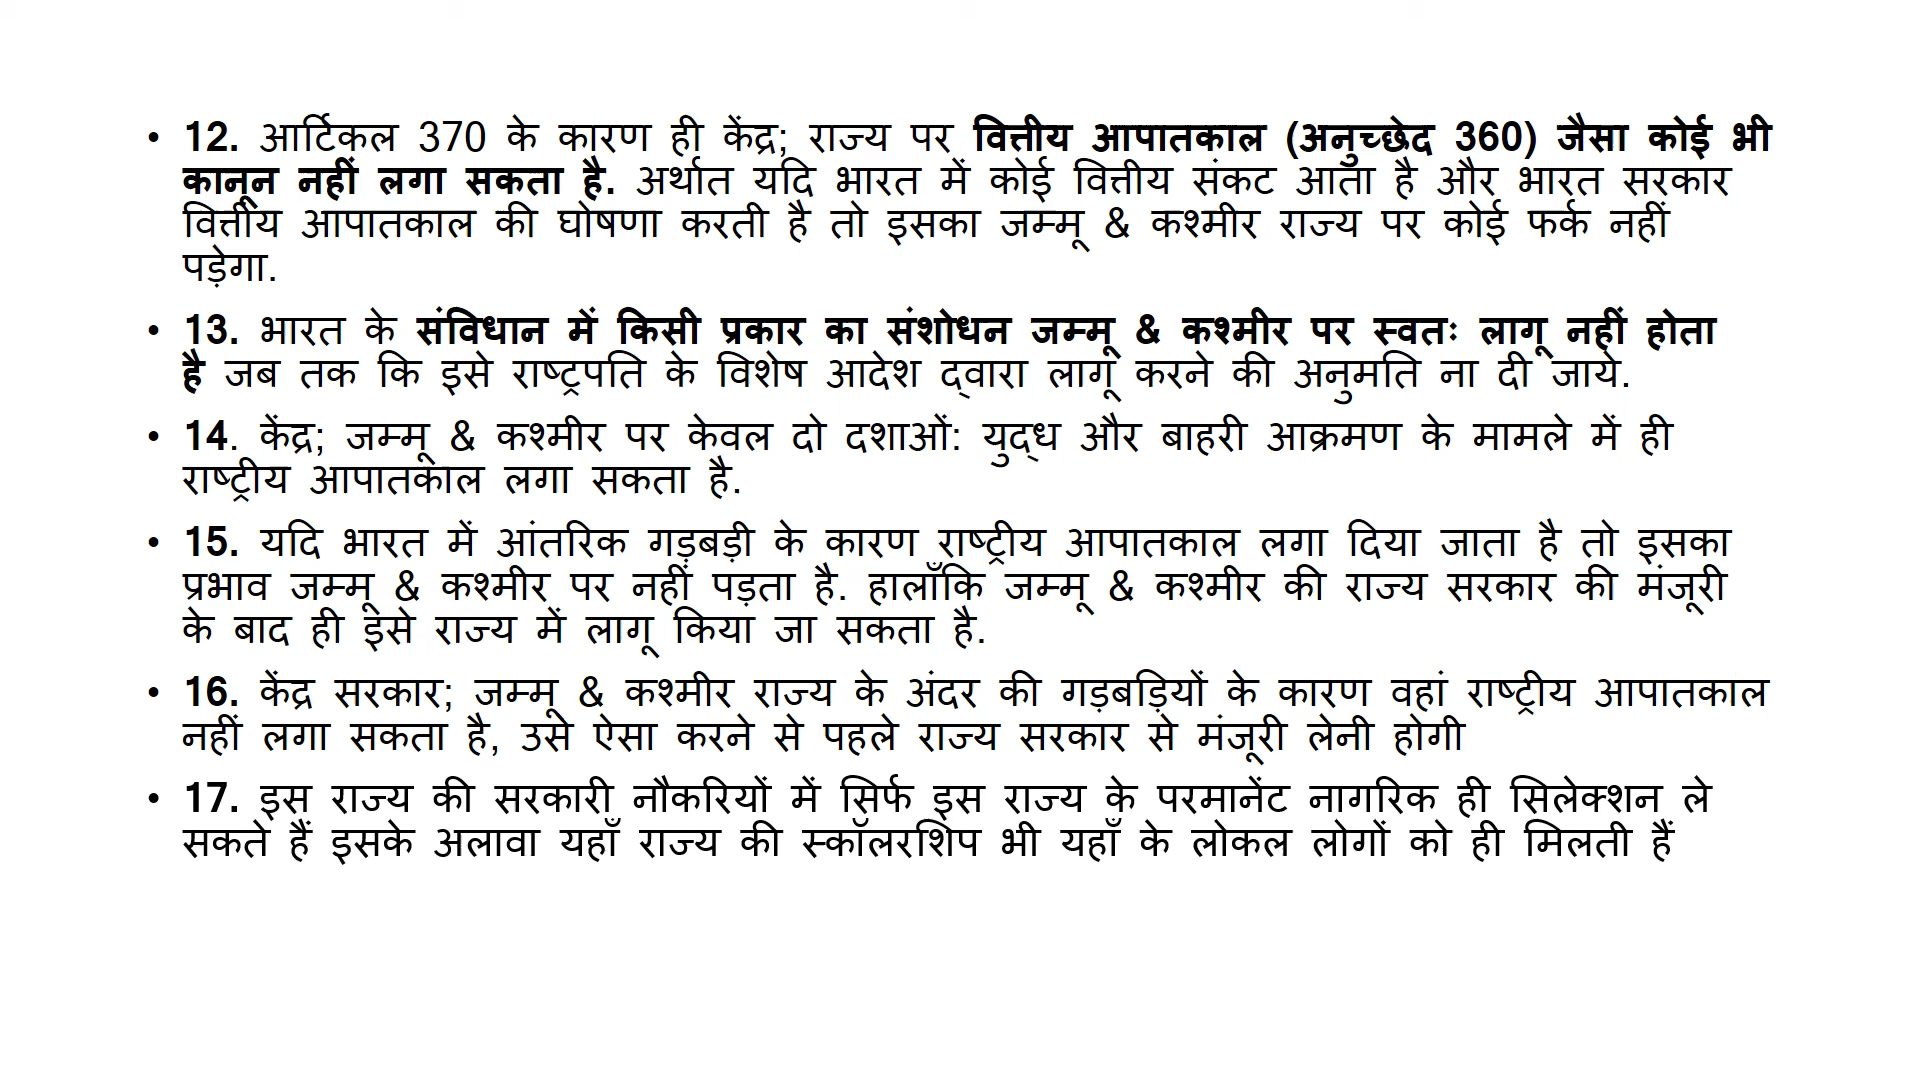 • 12. आर्टिकल 370 के कारण ही केंद्र; राज्य पर वित्तीय आपातकाल (अनुच्छेद 360) जैसा कोई भी
कानून नहीं लगा सकता है. अर्थात यदि भारत में कोई वित्तीय संकट आता है और भारत सरकार
वित्तीय आपातकाल की घोषणा करती है तो इसका जम्मू & कश्मीर राज्य पर कोई फर्क नहीं
पड़ेगा.
• 13. भारत के संविधान में किसी प्रकार का संशोधन जम्मू & कश्मीर पर स्वतः लागू नहीं होता
है जब तक कि इसे राष्ट्रपति के विशेष आदेश द्वारा लागू करने की अनुमति ना दी जाये.
• 14. केंद्र; जम्मू & कश्मीर पर केवल दो दशाओं: युद्ध और बाहरी आक्रमण के मामले में ही
राष्ट्रीय आपातकाल लगा सकता है.
• 15. यदि भारत में आंतरिक गड़बड़ी के कारण राष्ट्रीय आपातकाल लगा दिया जाता है तो इसका
प्रभाव जम्मू & कश्मीर पर नहीं पड़ता है. हालाँकि जम्मू & कश्मीर की राज्य सरकार की मंजूरी
के बाद ही इसे राज्य में लागू किया जा सकता है.
• 16. केंद्र सरकार; जम्मू & कश्मीर राज्य के अंदर की गड़बड़ियों के कारण वहां राष्ट्रीय आपातकाल
नहीं लगा सकता है, उसे ऐसा करने से पहले राज्य सरकार से मंजूरी लेनी होगी
• 17. इस राज्य की सरकारी नौकरियों में सिर्फ इस राज्य के परमानेंट नागरिक ही सिलेक्शन ले
सकते हैं इसके अलावा यहाँ राज्य की स्कॉलरशिप भी यहाँ के लोकल लोगों को ही मिलती हैं